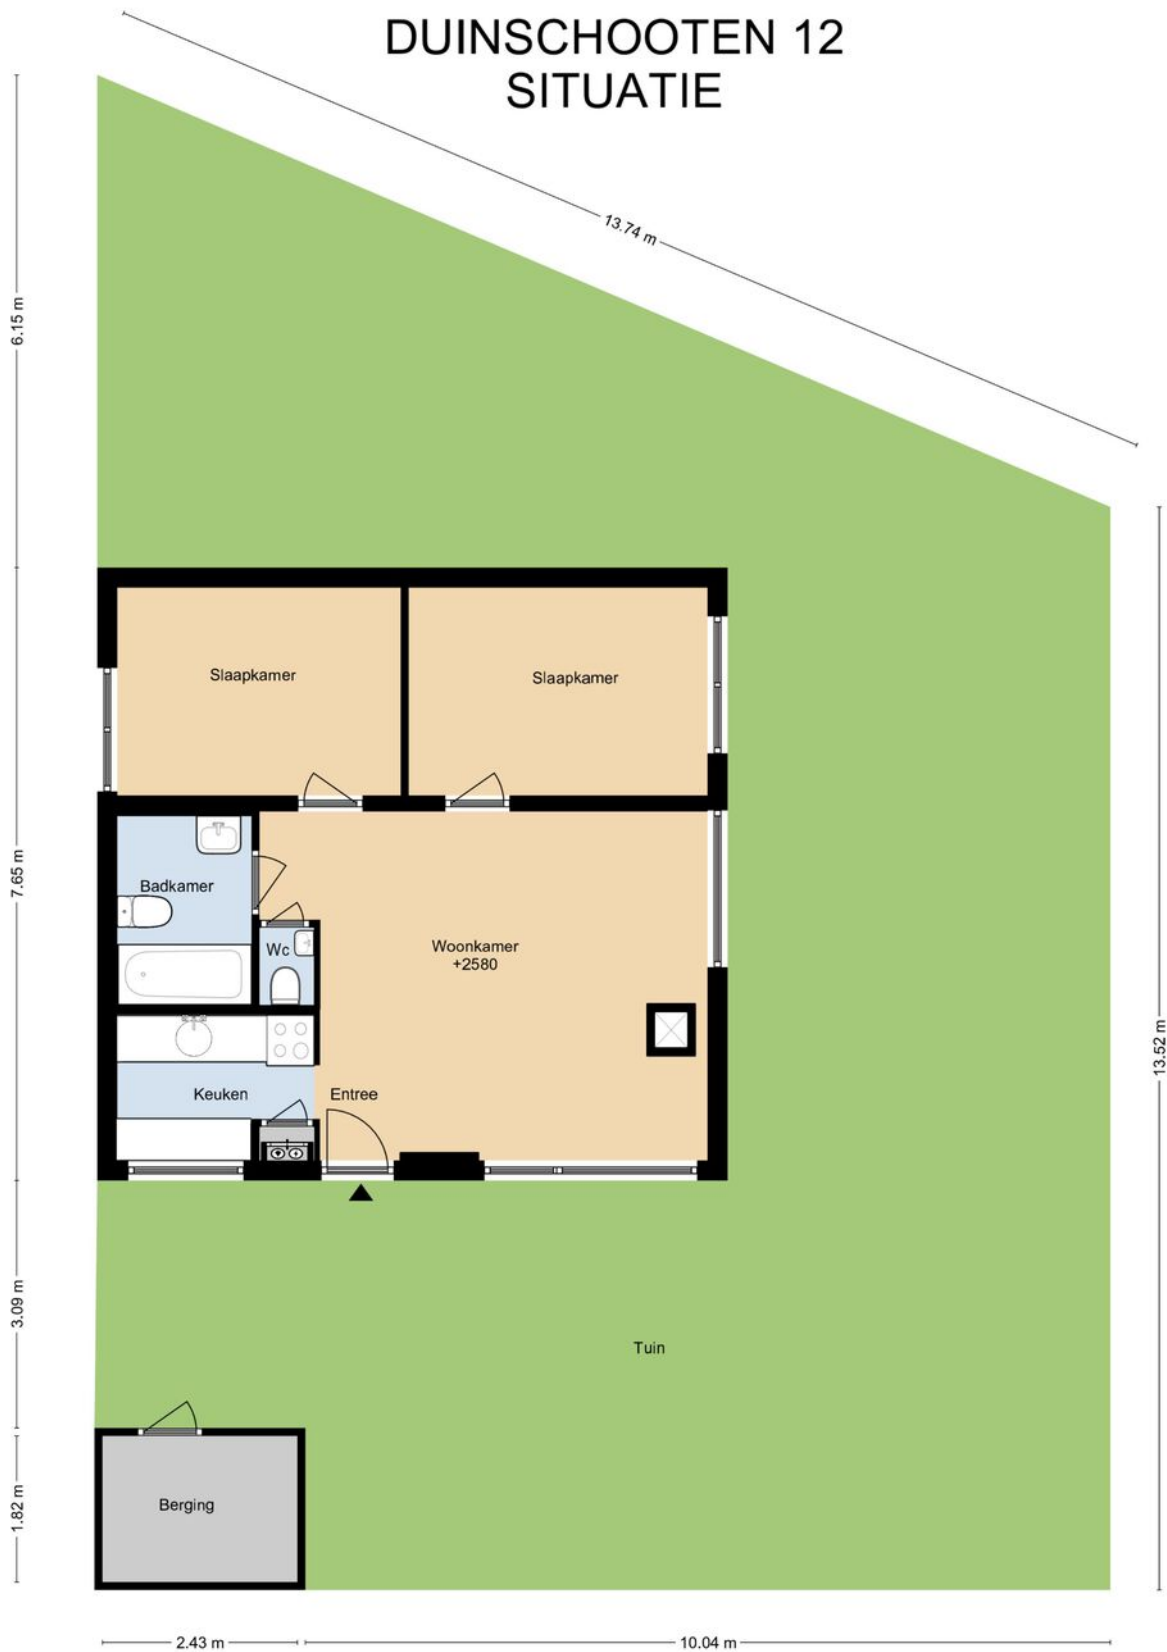 DUINSCHOOTEN 12
SITUATIE
13.74 m
6.15 m
Slaapkamer
Slaapkamer
7.65 m
Badkamer
Wc
Woonkamer
+2580
13.52 m
Keuken
Entree
3.09 m
Tuin
1.82 m
Berging
2.43 m
10.04 m